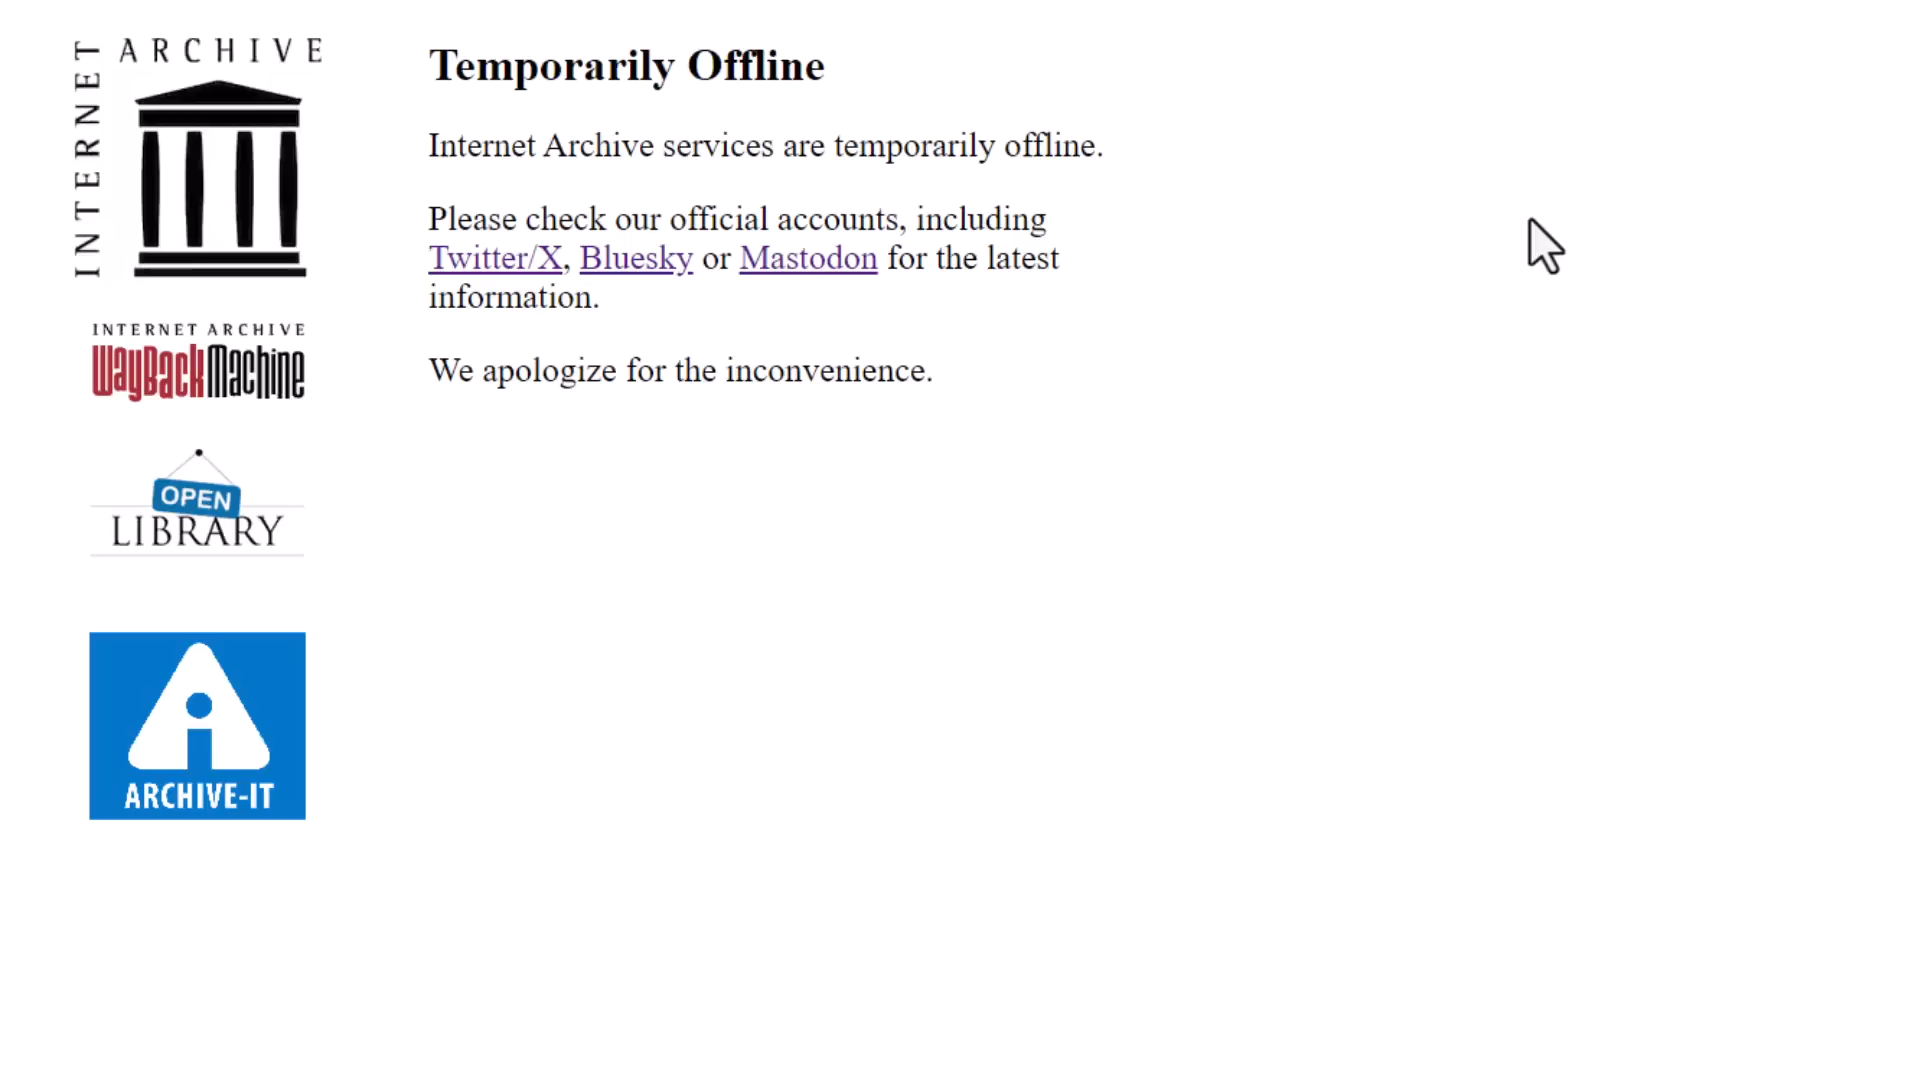 INTERNET ARCHIVE
INTERNET ARCHIVE
WayBackMachine
OPEN
LIBRARY
ARCHIVE-IT
Temporarily Offline
Internet Archive services are temporarily offline.
Please check our official accounts, including
Twitter/X, Bluesky or Mastodon for the latest
information.
We apologize for the inconvenience.